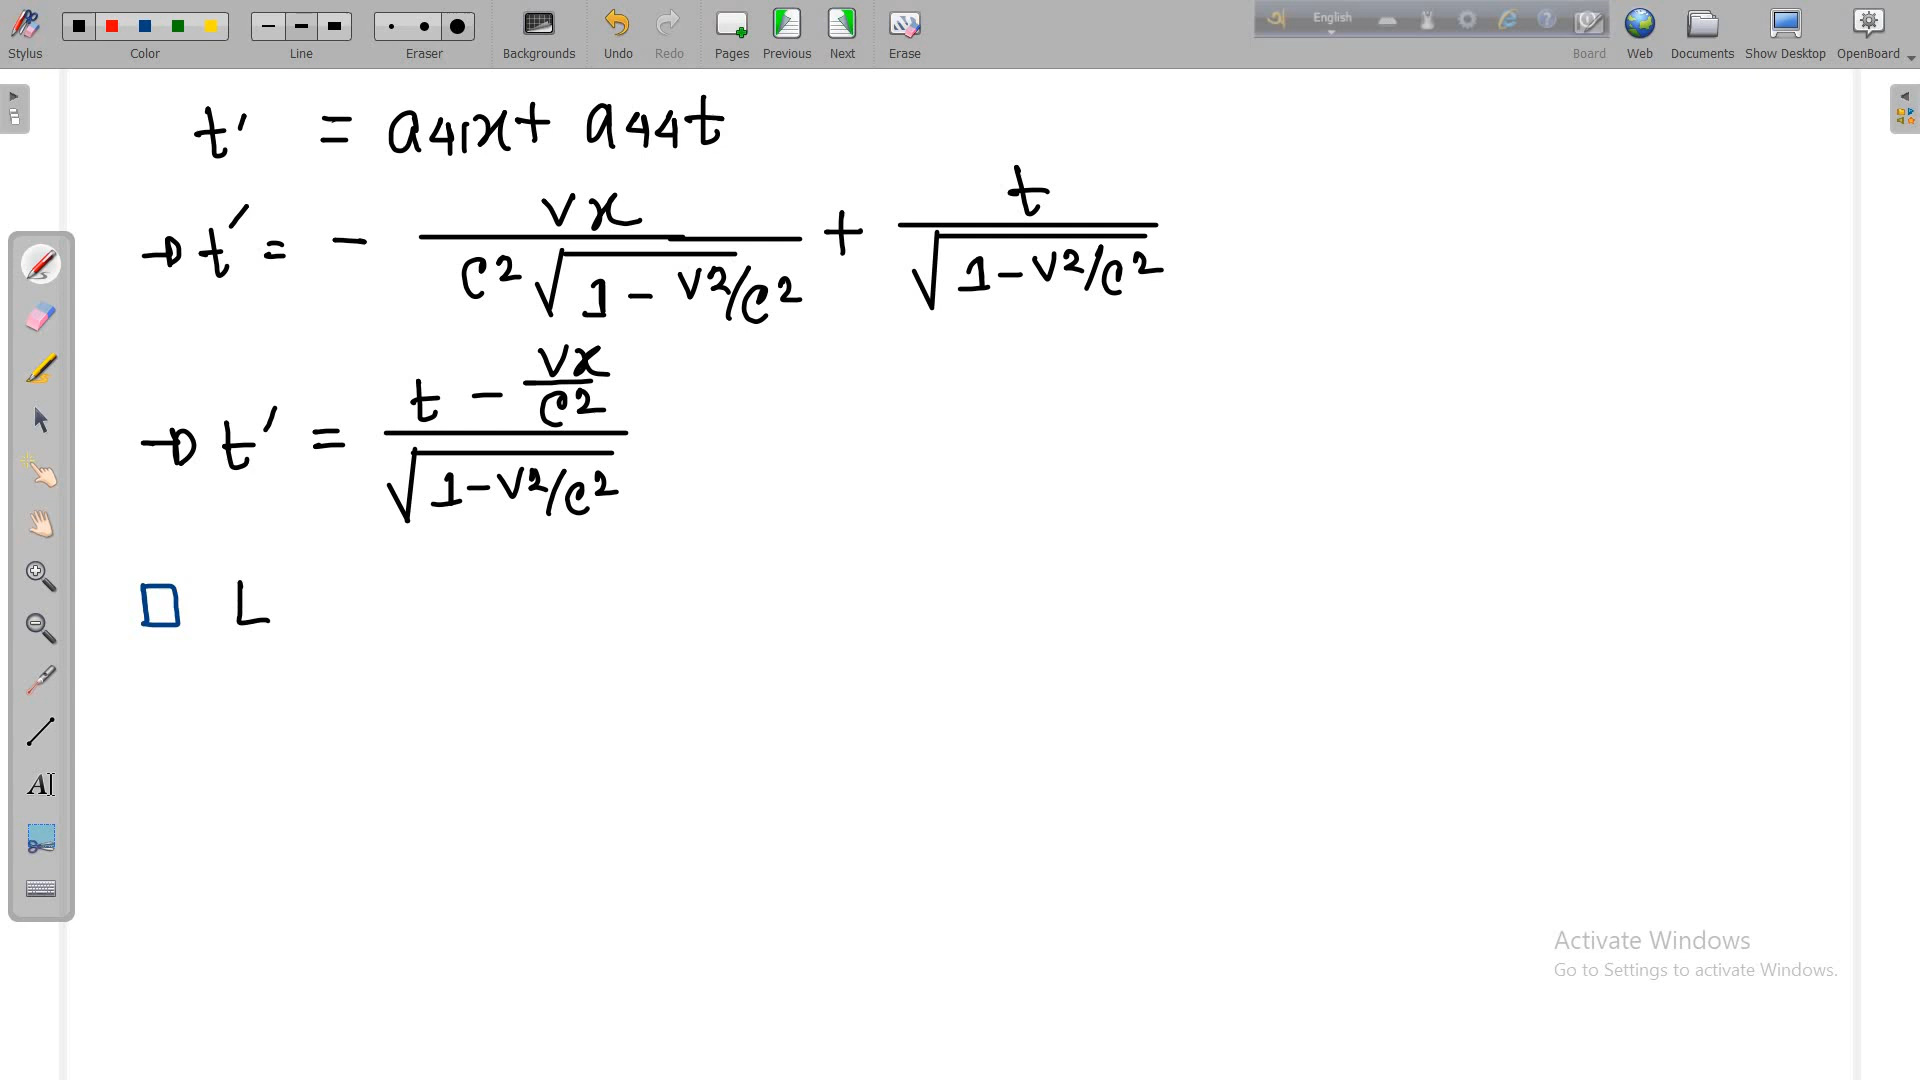 Stylus Color Line Eraser Backgrounds Undo Redo Pages Previous Next Erase English Board Web Documents Show Desktop OpenBoard
t' = a41x + a44t
→ t' = - vx / c²√(1 - v²/c²) + t / √(1 - v²/c²)
→ t' = (t - vx/c²) / √(1 - v²/c²)
□ L
AI
Activate Windows
Go to Settings to activate Windows.